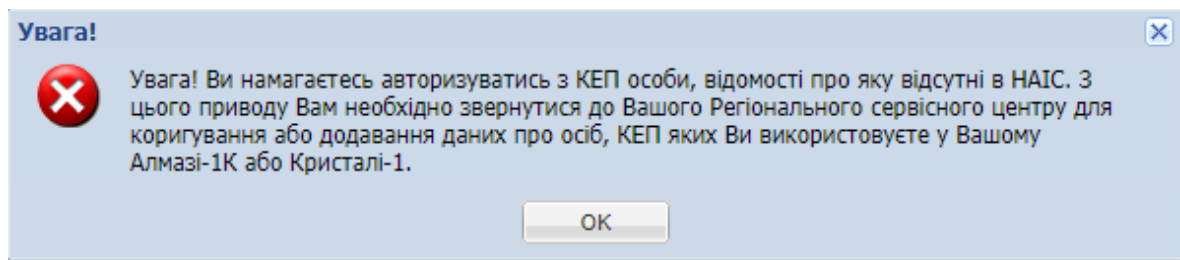 Увага!
Увага! Ви намагаєтесь авторизуватись з КЕП особи, відомості про яку відсутні в НАІС. З
цього приводу Вам необхідно звернутися до Вашого Регіонального сервісного центру для
коригування або додавання даних про осіб, КЕП яких Ви використовуєте у Вашому
Алмазі-1К або Кристалі-1.
OK